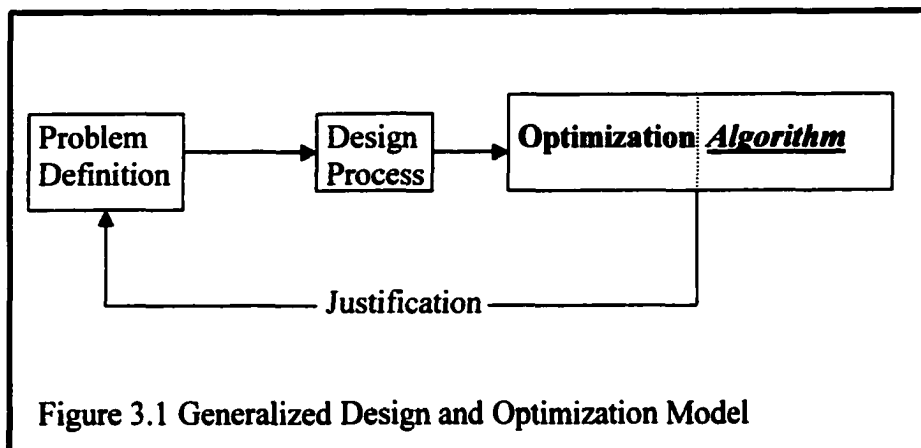 Problem
Definition
Design
Process
Optimization Algorithm
Justification
Figure 3.1 Generalized Design and Optimization Model